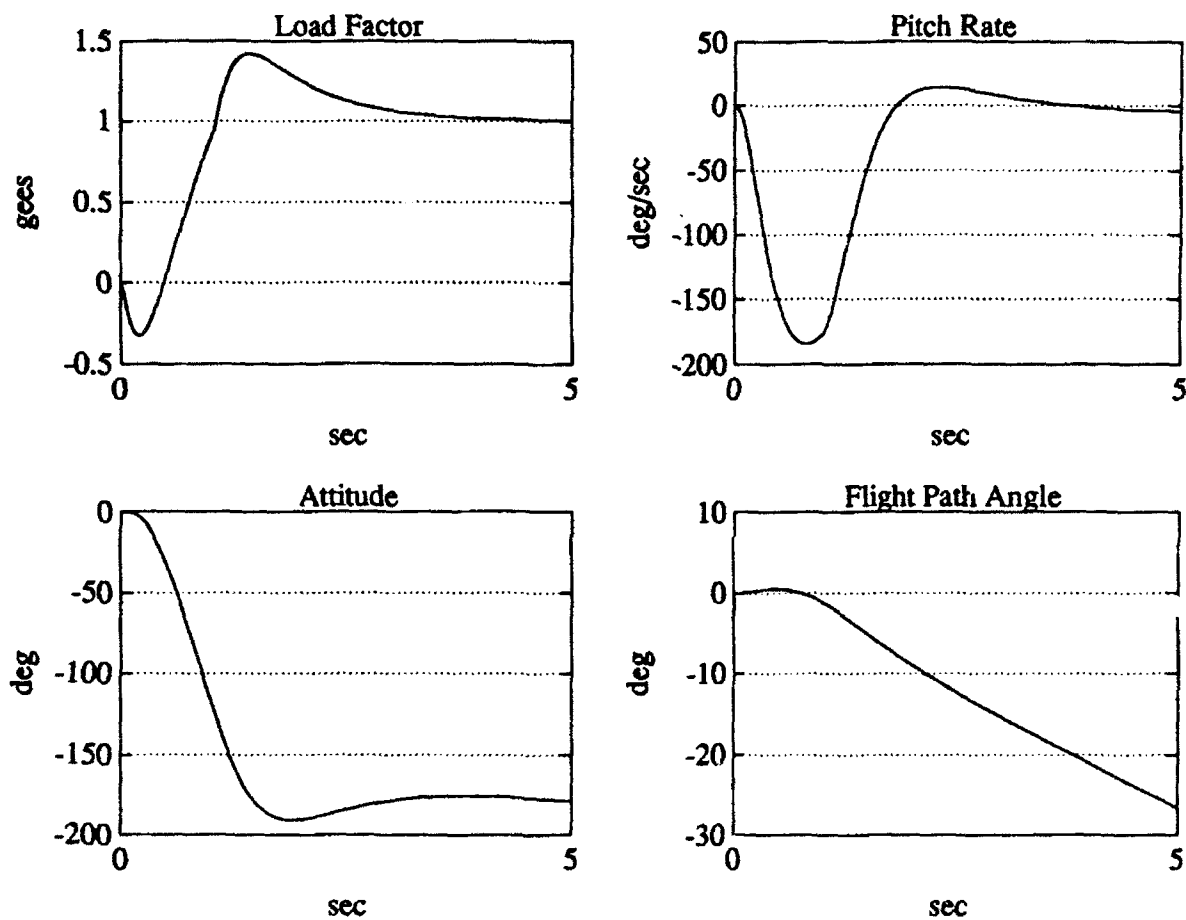 Load Factor
1.5
1
0.5
0
-0.5
gees
0
5
sec
Pitch Rate
50
0
-50
-100
-150
-200
deg/sec
0
5
sec
Attitude
0
-50
-100
-150
-200
deg
0
5
sec
Flight Path Angle
10
0
-10
-20
-30
deg
0
5
sec